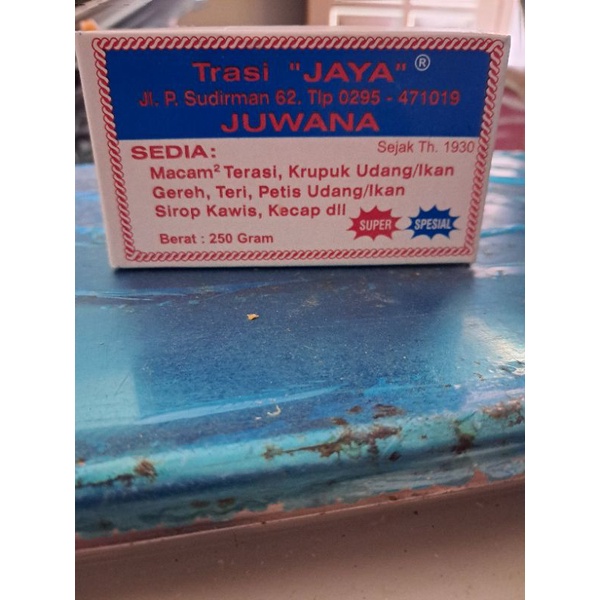 Trasi "JAYA" ®
Jl. P. Sudirman 62. Tlp 0295 - 471019
JUWANA
Sejak Th. 1930
SEDIA:
Macam² Terasi, Krupuk Udang/Ikan
Gereh, Teri, Petis Udang/Ikan
Sirop Kawis, Kecap dll
SUPER SPESIAL
Berat : 250 Gram